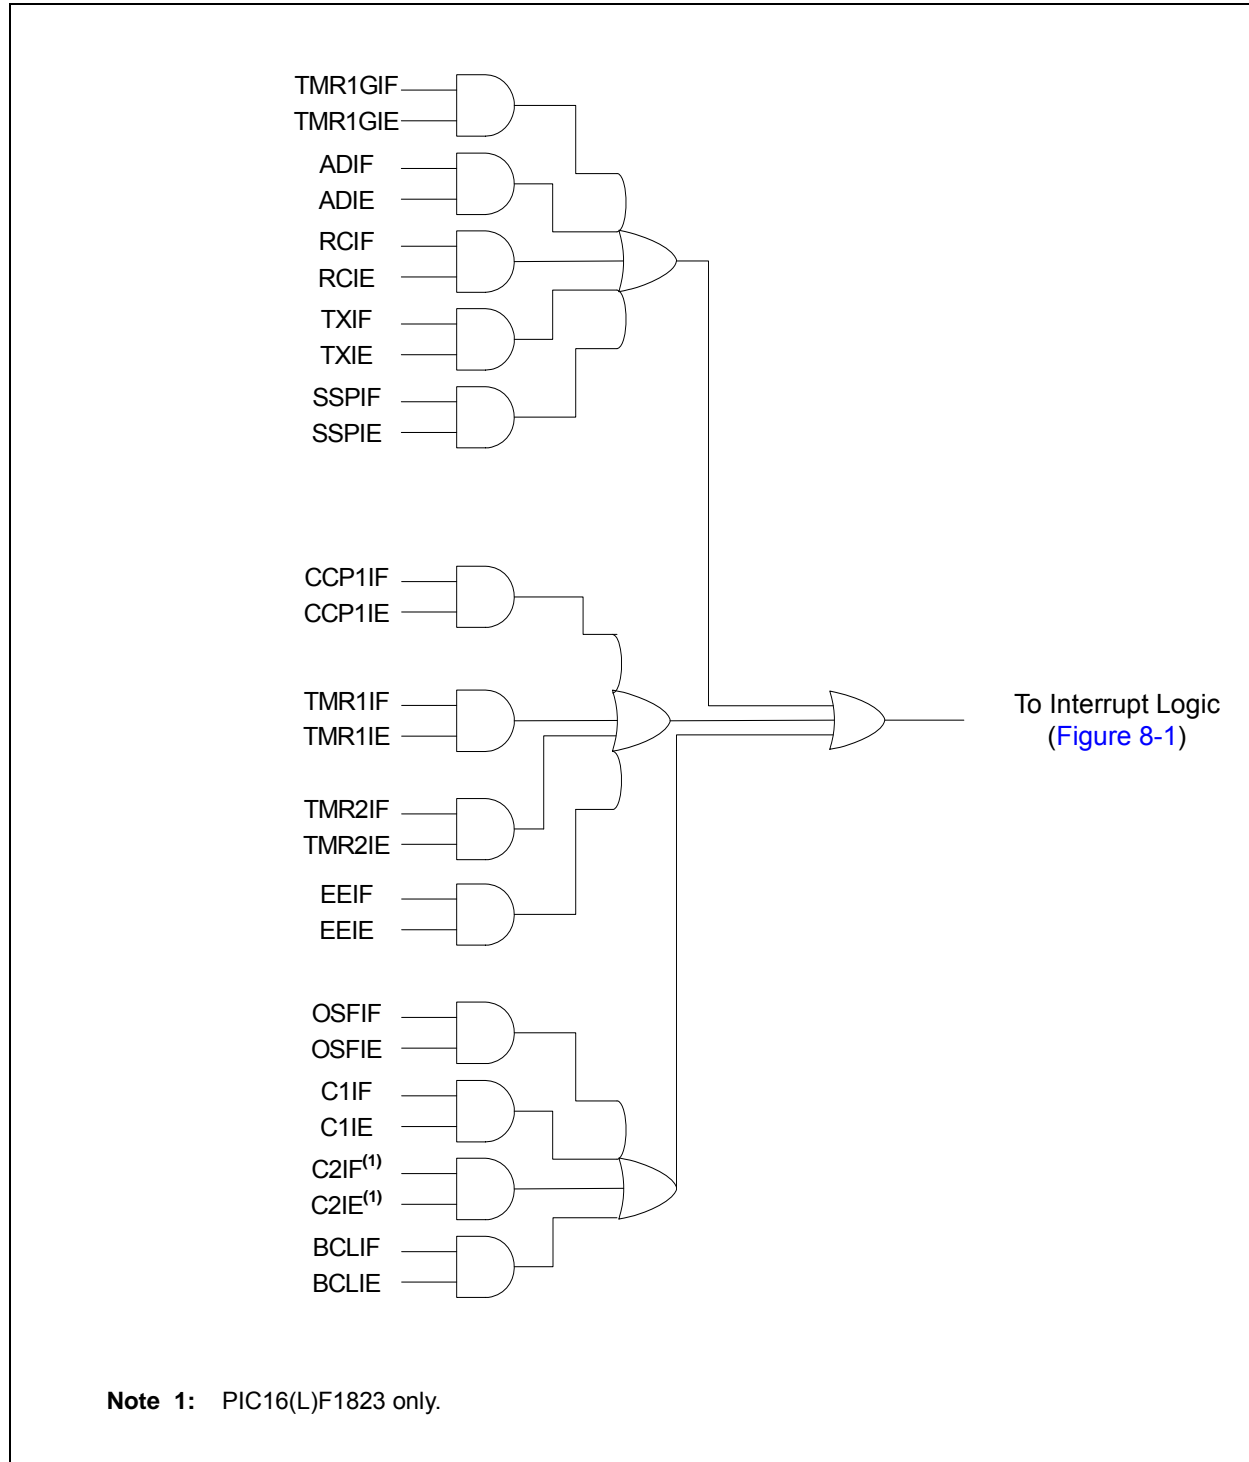 TMR1GIF
TMR1GIE
ADIF
ADIE
RCIF
RCIE
TXIF
TXIE
SSPIF
SSPIE
CCP1IF
CCP1IE
TMR1IF
TMR1IE
To Interrupt Logic
(Figure 8-1)
TMR2IF
TMR2IE
EEIF
EEIE
OSFIF
OSFIE
C1IF
C1IE
C2IF(1)
C2IE(1)
BCLIF
BCLIE
Note 1: PIC16(L)F1823 only.